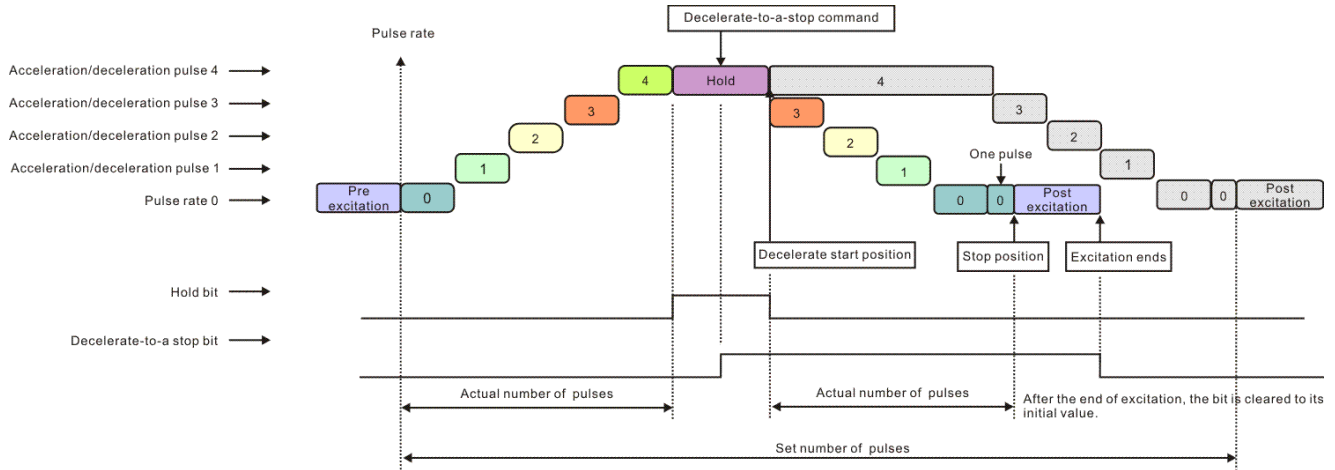 Decelerate-to-a-stop command
Pulse rate
Acceleration/deceleration pulse 4
4
Hold
4
Acceleration/deceleration pulse 3
3
3
3
Acceleration/deceleration pulse 2
2
2
2
Acceleration/deceleration pulse 1
1
1
One pulse
1
Pulse rate 0
Pre
excitation
0
0
0
Post
excitation
0
0
Post
excitation
Decelerate start position
Stop position
Excitation ends
Hold bit
Decelerate-to-a stop bit
Actual number of pulses
Actual number of pulses
After the end of excitation, the bit is cleared to its
initial value.
Set number of pulses